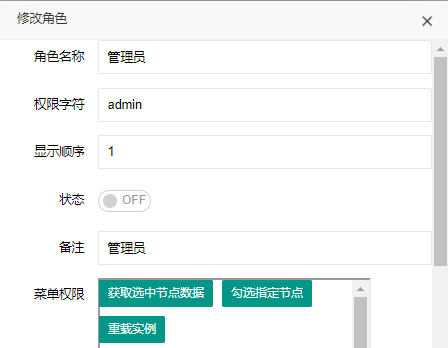 修改角色
角色名称 管理员
权限字符 admin
显示顺序 1
状态 OFF
备注 管理员
菜单权限 获取选中节点数据 勾选指定节点
重载实例